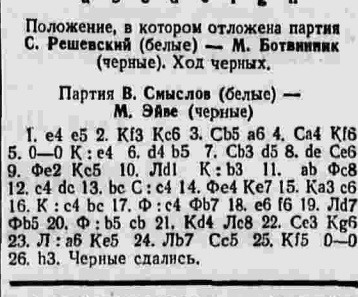 Положение, в котором отложена партия
С. Решевский (белые) — М. Ботвинник
(черные). Ход черных.
Партия В. Смыслов (белые) —
М. Эйве (черные)
1. e4 e5 2. Kf3 Kc6 3. Cb5 a6 4. Ca4 Kf6
5. 0—0 K : e4 6. d4 b5 7. Cb3 d5 8. de Ce6
9. Фe2 Kc5 10. Лd1 K : b3 11. ab Фc8
12. c4 dc 13. bc C : c4 14. Фe4 Ke7 15. Ka3 c6
16. K : c4 bc 17. Ф : c4 Фb7 18. e6 f6 19. Лd7
Фb5 20. Ф : b5 cb 21. Kd4 Лc8 22. Ce3 Kg6
23. Л : a6 Ke5 24. Лb7 Cc5 25. Kf5 0—0
26. h3. Черные сдались.